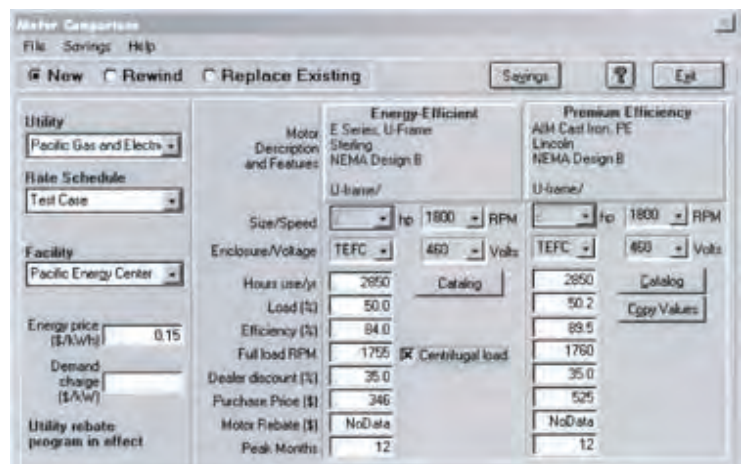 Motor Comparison
File Savings Help
New Rewind Replace Existing Savings ? Exit
Utility
Pacific Gas and Electri
Rate Schedule
Test Case
Facility
Pacific Energy Center
Energy price ($/kWh) 0.15
Demand charge ($/kW)
Utility rebate
program in effect
Energy-Efficient Premium Efficiency
Motor Description and Features
E Series, U-Frame
Sterling
NEMA Design B
U-frame/
AIM Cast Iron, PE
Lincoln
NEMA Design B
U-frame/
Size/Speed hp 1800 RPM hp 1800 RPM
Enclosure/Voltage TEFC 460 Volts TEFC 460 Volts
Hours use/yr 2850 Catalog 2850 Catalog
Load (%) 50.0 50.2 Copy Values
Efficiency (%) 84.0 89.5
Full load RPM 1755 Centrifugal load 1760
Dealer discount (%) 35.0 35.0
Purchase Price ($) 346 525
Motor Rebate ($) NoData NoData
Peak Months 12 12